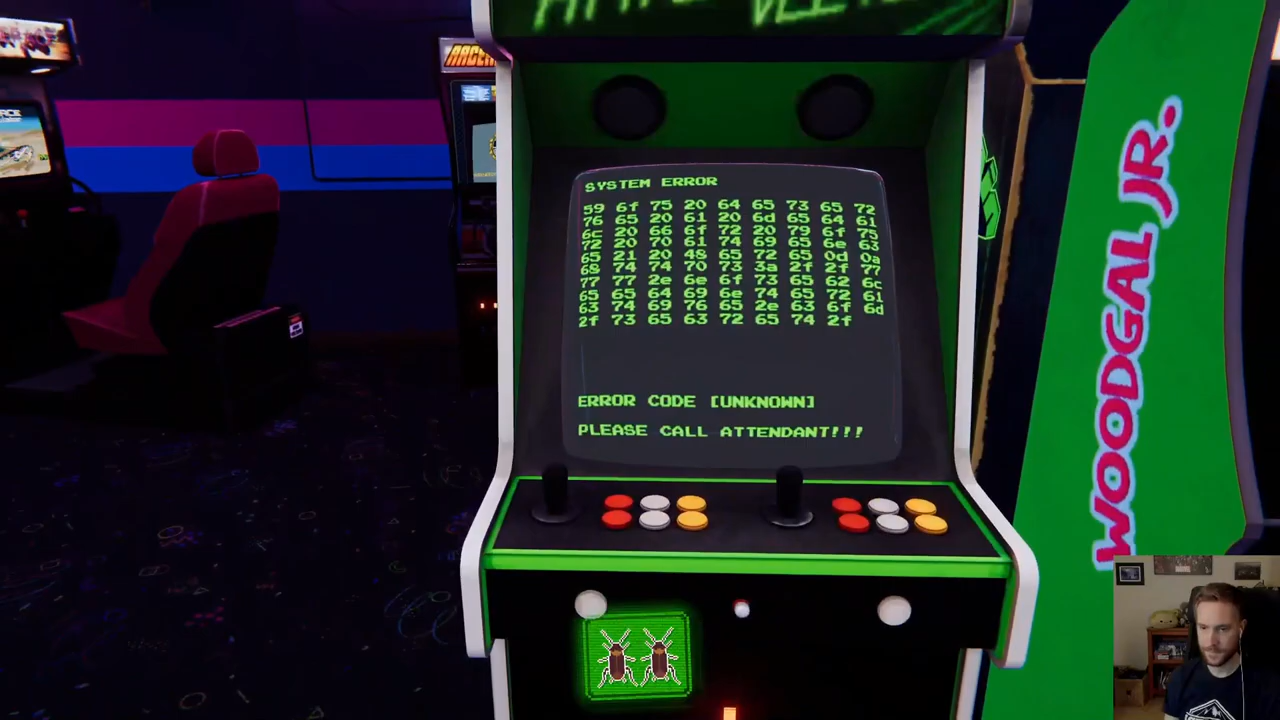 SYSTEM ERROR
59 6f 75 20 64 65 73 65 72
76 65 20 61 20 6d 65 64 61
6c 20 66 6f 72 20 79 6f 75
72 20 70 61 74 69 65 6e 63
65 21 20 48 65 72 65 0d 0a
68 74 74 70 73 3a 2f 2f 77
77 77 2e 6e 6f 73 65 62 6c
65 65 64 69 6e 74 65 72 61
63 74 69 76 65 2e 63 6f 6d
2f 73 65 63 72 65 74 2f
ERROR CODE [UNKNOWN]
PLEASE CALL ATTENDANT!!!
WOODGAL JR.